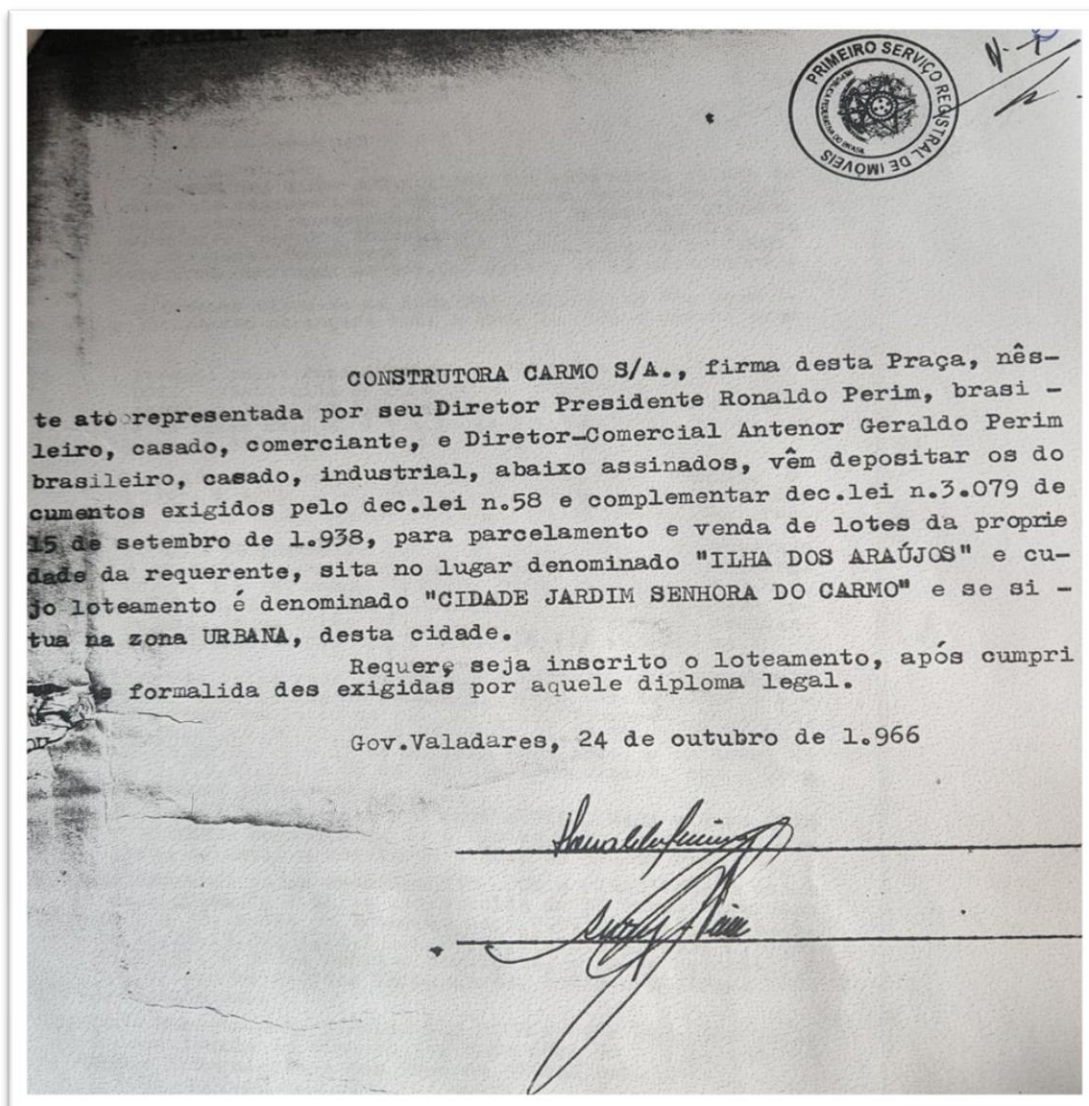 PRIMEIRO SERVIÇO REGISTRAL DE IMÓVEIS
REPÚBLICA FEDERATIVA DO BRASIL
CONSTRUTORA CARMO S/A., firma desta Praça, nês-
te ato representada por seu Diretor Presidente Ronaldo Perim, brasi -
leiro, casado, comerciante, e Diretor-Comercial Antenor Geraldo Perim
brasileiro, casado, industrial, abaixo assinados, vêm depositar os do
cumentos exigidos pelo dec.lei n.58 e complementar dec.lei n.3.079 de
15 de setembro de 1.938, para parcelamento e venda de lotes da proprie
dade da requerente, sita no lugar denominado "ILHA DOS ARAÚJOS" e cu-
jo loteamento é denominado "CIDADE JARDIM SENHORA DO CARMO" e se si -
tua na zona URBANA, desta cidade.
Requere seja inscrito o loteamento, após cumpri
formalida des exigidas por aquele diploma legal.
Gov.Valadares, 24 de outubro de 1.966